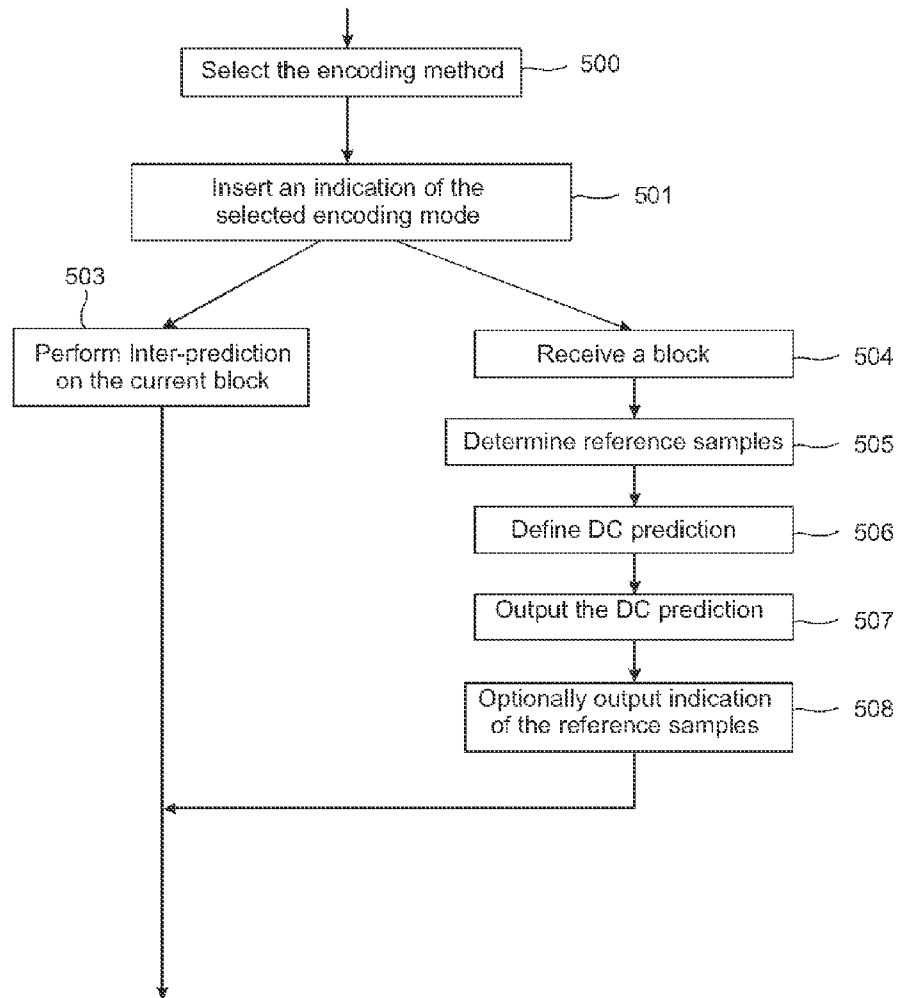 Select the encoding method
500
Insert an indication of the
selected encoding mode
501
503
Perform Inter-prediction
on the current block
Receive a block
504
Determine reference samples
505
Define DC prediction
506
Output the DC prediction
507
Optionally output indication
of the reference samples
508